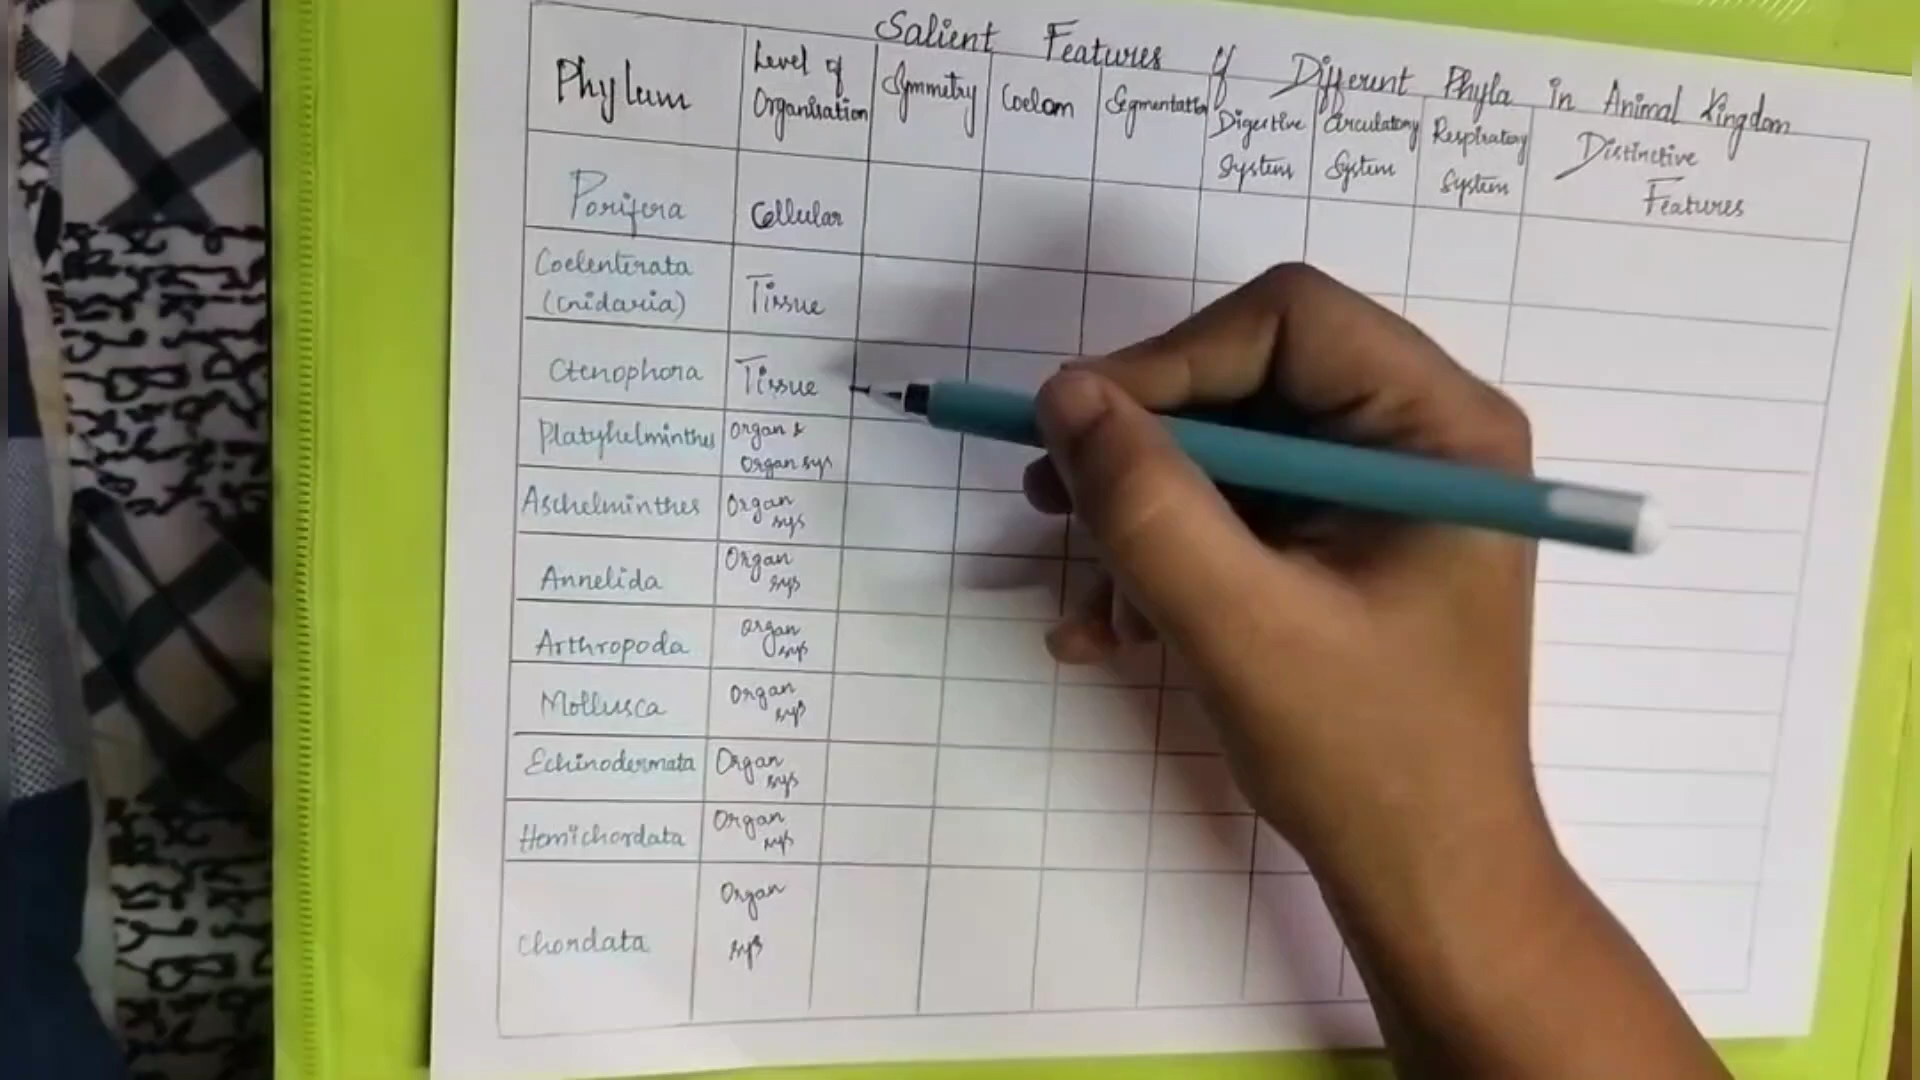 Salient Features of Different Phyla in Animal Kingdom
Phylum
Level of
Organisation
Symmetry
Coelom
Segmentation
Digestive
System
Circulatory
System
Respiratory
System
Distinctive
Features
Porifera
Cellular
Coelenterata
(Cnidaria)
Tissue
Ctenophora
Tissue
Platyhelminthes
Organ &
Organ sys
Aschelminthes
Organ
sys
Annelida
Organ
sys
Arthropoda
Organ
sys
Mollusca
Organ
sys
Echinodermata
Organ
sys
Hemichordata
Organ
sys
Chordata
Organ
sys